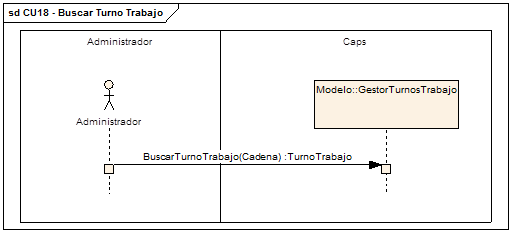 sd CU18 - Buscar Turno Trabajo
Administrador
Caps
Modelo::GestorTurnosTrabajo
Administrador
BuscarTurnoTrabajo(Cadena) :TurnoTrabajo